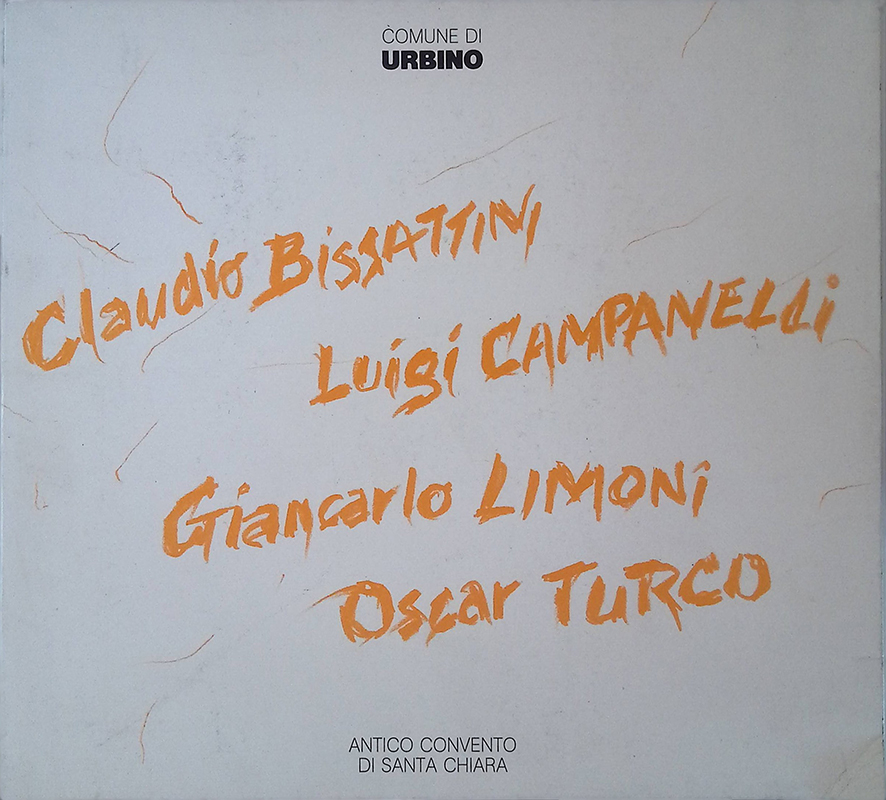 COMUNE DI
URBINO
Claudio BissATTINi
Luigi CAMPANELLi
Giancarlo LIMONi
Oscar TuRCO
ANTICO CONVENTO
DI SANTA CHIARA